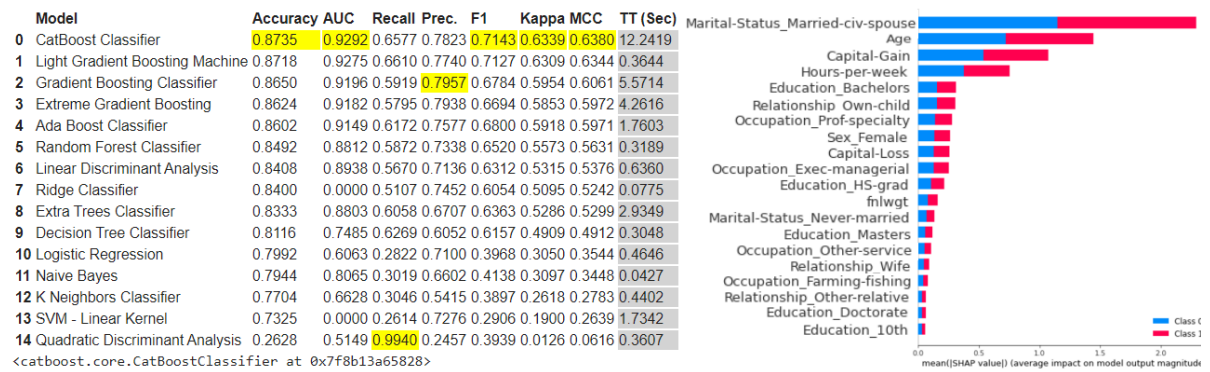 Model Accuracy AUC Recall Prec. F1 Kappa MCC TT (Sec)
0 CatBoost Classifier 0.8735 0.9292 0.6577 0.7823 0.7143 0.6339 0.6380 12.2419
1 Light Gradient Boosting Machine 0.8718 0.9275 0.6610 0.7740 0.7127 0.6309 0.6344 0.3644
2 Gradient Boosting Classifier 0.8650 0.9196 0.5919 0.7957 0.6784 0.5954 0.6061 5.5714
3 Extreme Gradient Boosting 0.8624 0.9182 0.5795 0.7938 0.6694 0.5853 0.5972 4.2616
4 Ada Boost Classifier 0.8602 0.9149 0.6172 0.7577 0.6800 0.5918 0.5971 1.7603
5 Random Forest Classifier 0.8492 0.8812 0.5872 0.7338 0.6520 0.5573 0.5631 0.3189
6 Linear Discriminant Analysis 0.8408 0.8938 0.5670 0.7136 0.6312 0.5315 0.5376 0.6360
7 Ridge Classifier 0.8400 0.0000 0.5107 0.7452 0.6054 0.5095 0.5242 0.0775
8 Extra Trees Classifier 0.8333 0.8803 0.6058 0.6707 0.6363 0.5286 0.5299 2.9349
9 Decision Tree Classifier 0.8116 0.7485 0.6269 0.6052 0.6157 0.4909 0.4912 0.3048
10 Logistic Regression 0.7992 0.6063 0.2822 0.7100 0.3968 0.3050 0.3544 0.4646
11 Naive Bayes 0.7944 0.8065 0.3019 0.6602 0.4138 0.3097 0.3448 0.0427
12 K Neighbors Classifier 0.7704 0.6628 0.3046 0.5415 0.3897 0.2618 0.2783 0.4402
13 SVM - Linear Kernel 0.7325 0.0000 0.2614 0.7276 0.2906 0.1900 0.2639 1.7342
14 Quadratic Discriminant Analysis 0.2628 0.5149 0.9940 0.2457 0.3939 0.0126 0.0616 0.3607
<catboost.core.CatBoostClassifier at 0x7f8b13a65828>
Marital-Status_Married-civ-spouse
Age
Capital-Gain
Hours-per-week
Education_Bachelors
Relationship_Own-child
Occupation_Prof-specialty
Sex_Female
Capital-Loss
Occupation_Exec-managerial
Education_HS-grad
fnlwgt
Marital-Status_Never-married
Education_Masters
Occupation_Other-service
Relationship_Wife
Occupation_Farming-fishing
Relationship_Other-relative
Education_Doctorate
Education_10th
Class 0
Class 1
0.0 0.5 1.0 1.5 2.0
mean(|SHAP value|) (average impact on model output magnitude